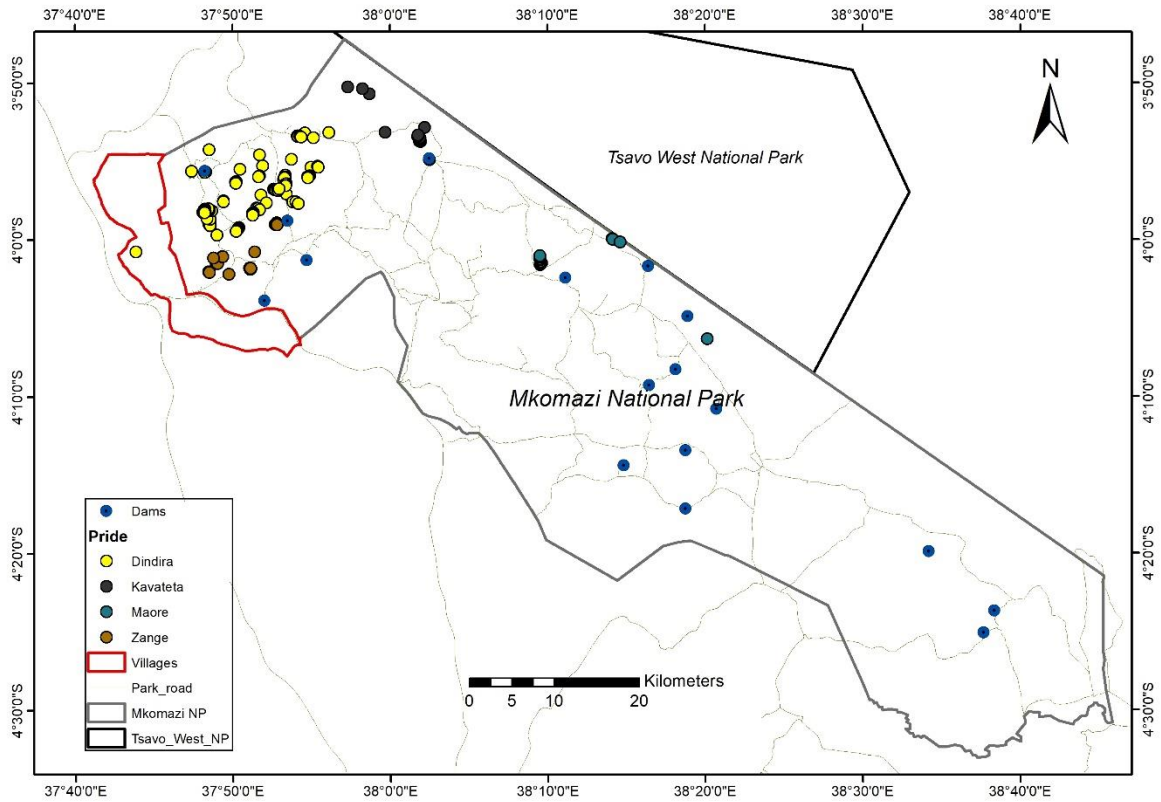 37°40'0"E 37°50'0"E 38°0'0"E 38°10'0"E 38°20'0"E 38°30'0"E 38°40'0"E
3°50'0"S 3°50'0"S
N
Tsavo West National Park
4°0'0"S 4°0'0"S
4°10'0"S 4°10'0"S
Mkomazi National Park
4°20'0"S 4°20'0"S
4°30'0"S 4°30'0"S
Dams
Pride
Dindira
Kavateta
Maore
Zange
Villages
Park_road
Mkomazi NP
Tsavo_West_NP
Kilometers
0 5 10 20
37°40'0"E 37°50'0"E 38°0'0"E 38°10'0"E 38°20'0"E 38°30'0"E 38°40'0"E